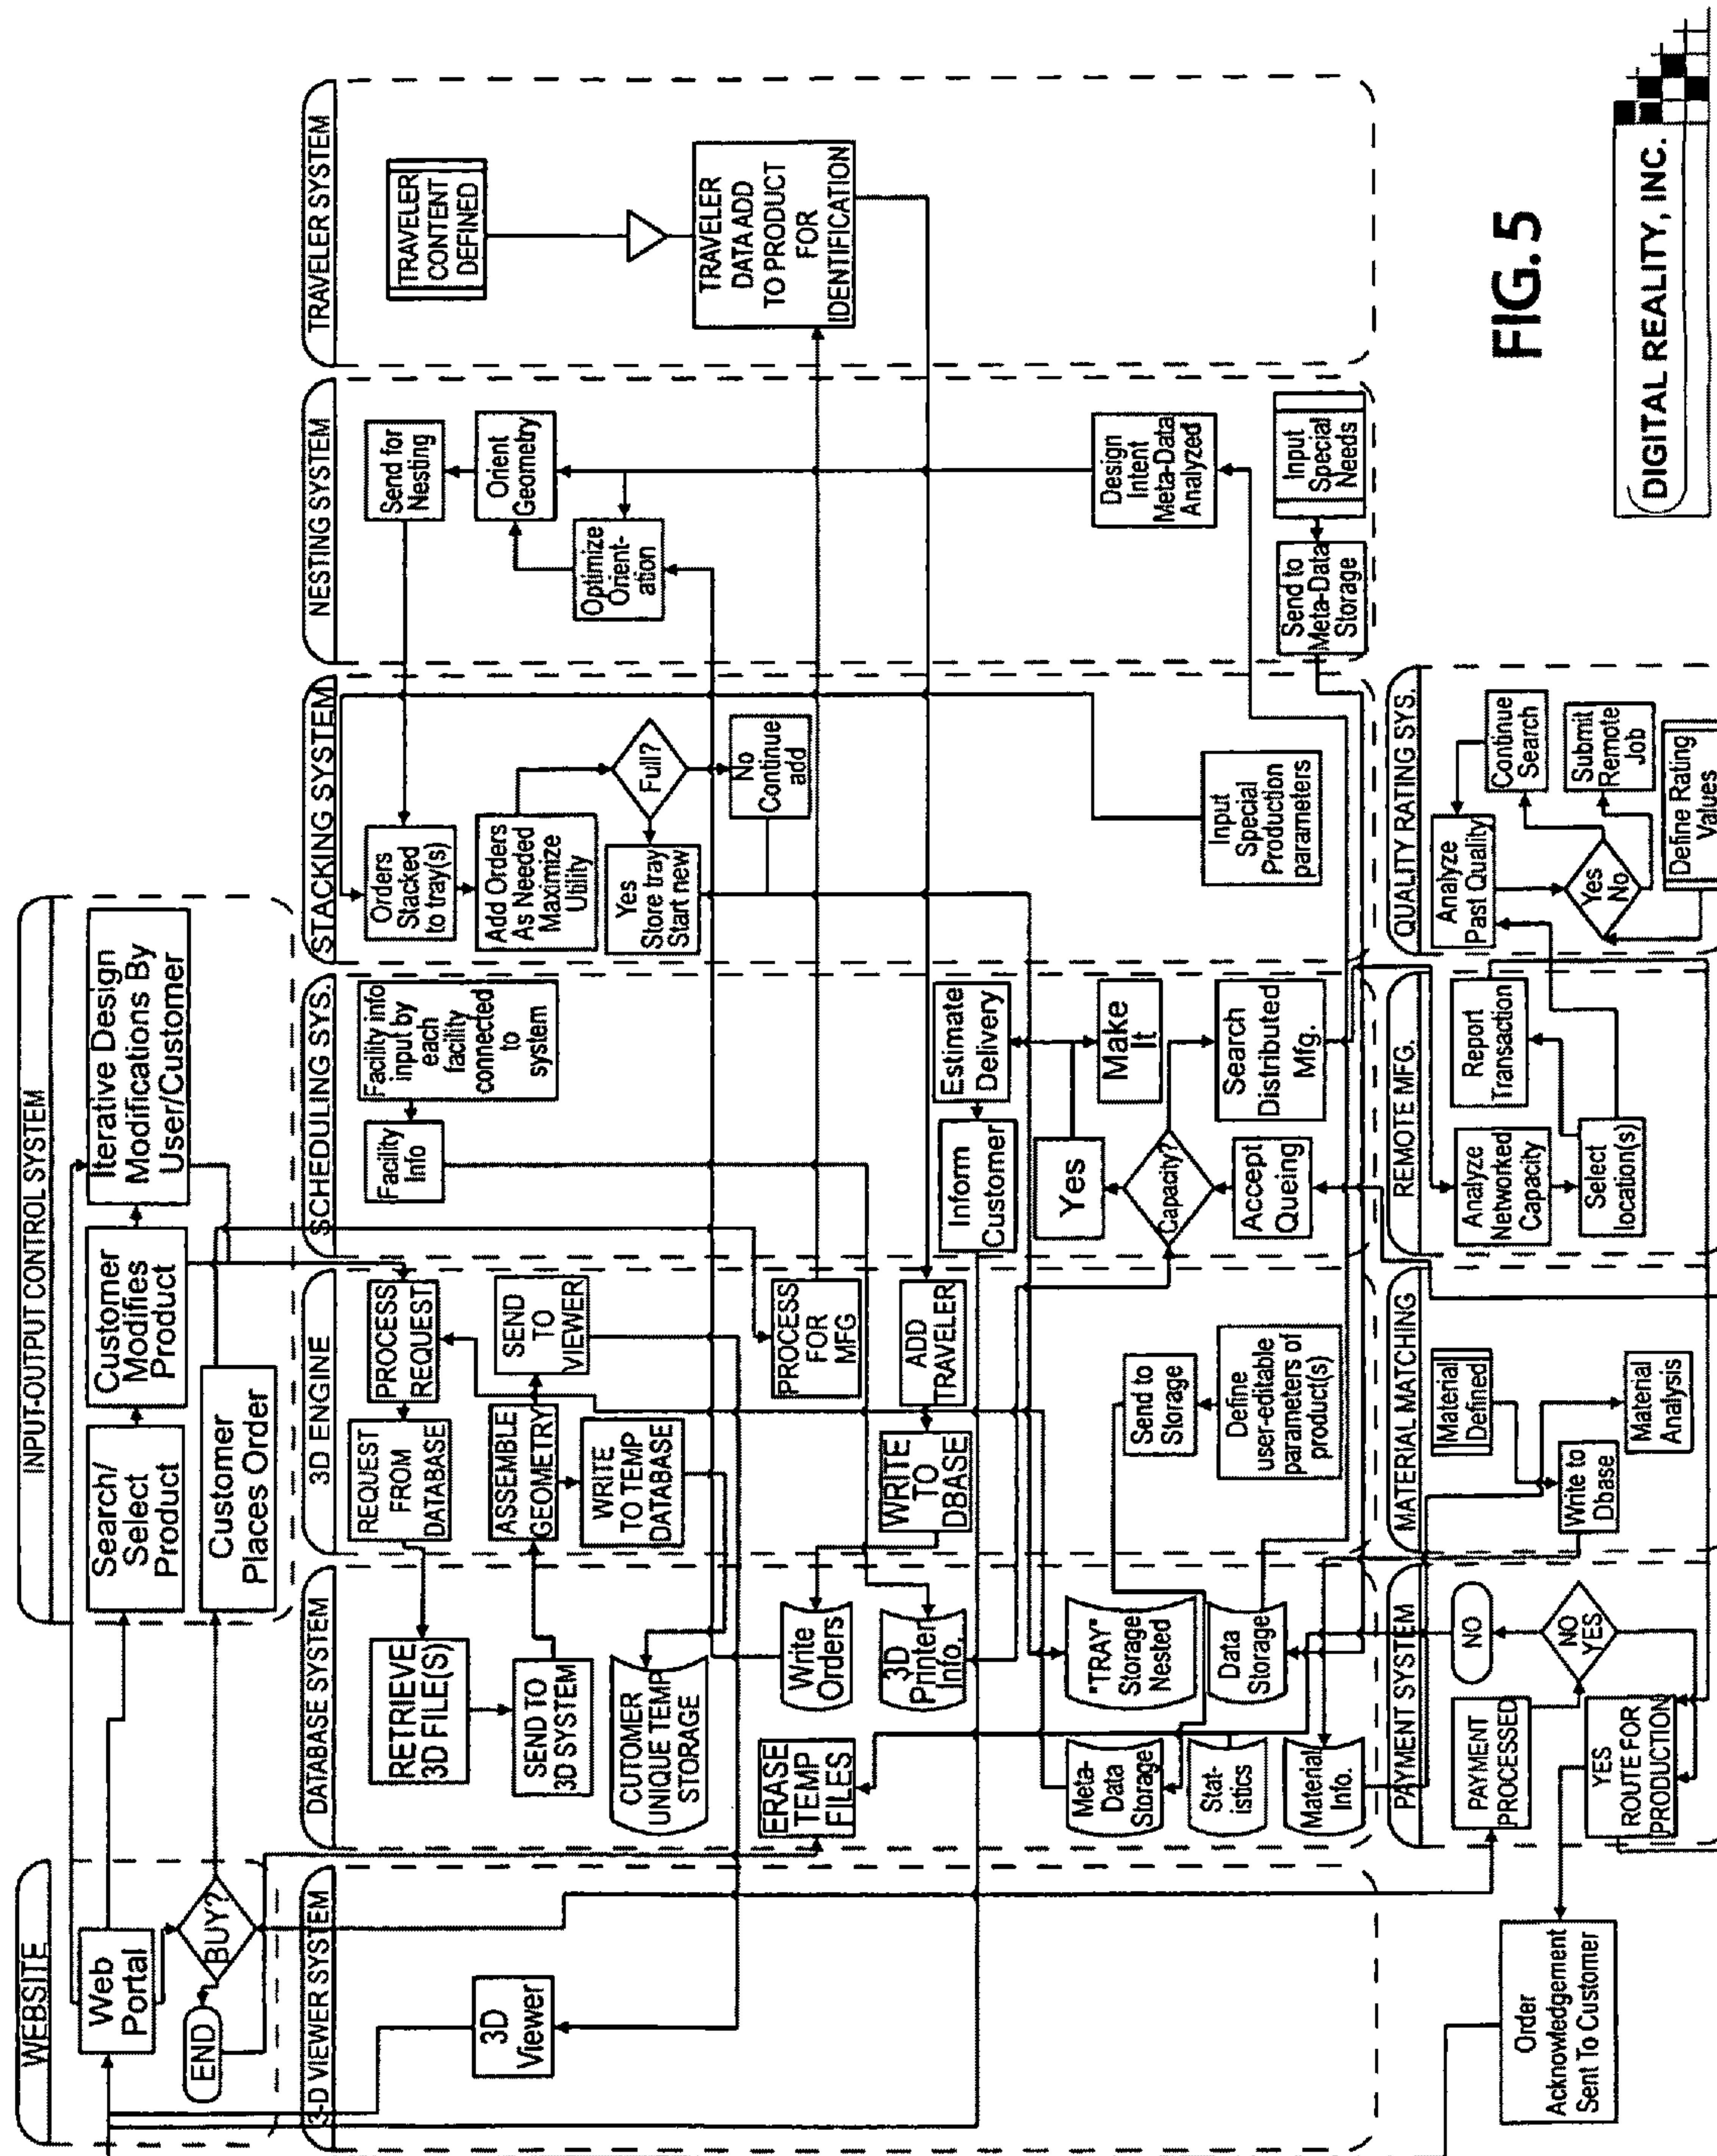 WEBSITE
Web
Portal
BUY?
END
INPUT-OUTPUT CONTROL SYSTEM
Search/
Select
Product
Customer
Modifies
Product
Iterative Design
Modifications By
User/Customer
Customer
Places Order
3-D VIEWER SYSTEM
3D
Viewer
DATABASE SYSTEM
RETRIEVE
3D FILE(S)
SEND TO
3D SYSTEM
CUTOMER
UNIQUE TEMP
STORAGE
ERASE
TEMP
FILES
Write
Orders
3D
Printer
Info.
"TRAY"
Storage
Nested
Meta-
Data
Storage
Data
Storage
Stat-
istics
Material
Info.
3D ENGINE
REQUEST
FROM
DATABASE
PROCESS
REQUEST
ASSEMBLE
GEOMETRY
SEND
TO
VIEWER
WRITE
TO TEMP
DATABASE
PROCESS
FOR
MFG
ADD
TRAVELER
WRITE
TO
DBASE
Send to
Storage
Define
user-editable
parameters of
product(s)
SCHEDULING SYS.
Facility info
input by
each
facility
connected
to
system
Facility
Info
Estimate
Delivery
Inform
Customer
Yes
Make
It
Capacity?
Accept
Queing
Search
Distributed
Mfg.
STACKING SYSTEM
Orders
Stacked
to tray(s)
Add Orders
As Needed
Maximize
Utility
Full?
Yes
Store tray
Start new
No
Continue
add
Input
Special
Production
parameters
NESTING SYSTEM
Send for
Nesting
Orient
Geometry
Optimize
Orient-
ation
Design
Intent
Meta-Data
Analyzed
Input
Special
Needs
Send to
Meta-Data
Storage
TRAVELER SYSTEM
TRAVELER
CONTENT
DEFINED
TRAVELER
DATA ADD
TO PRODUCT
FOR
IDENTIFICATION
PAYMENT SYSTEM
PAYMENT
PROCESSED
NO
NO
YES
YES
ROUTE FOR
PRODUCTION
Order
Acknowledgement
Sent To Customer
MATERIAL MATCHING
Material
Defined
Write to
Dbase
Material
Analysis
REMOTE MFG.
Analyze
Networked
Capacity
Report
Transaction
Select
location(s)
QUALITY RATING SYS.
Analyze
Past Quality
Continue
Search
Yes
No
Submit
Remote
Job
Define Rating
Values
FIG. 5
DIGITAL REALITY, INC.